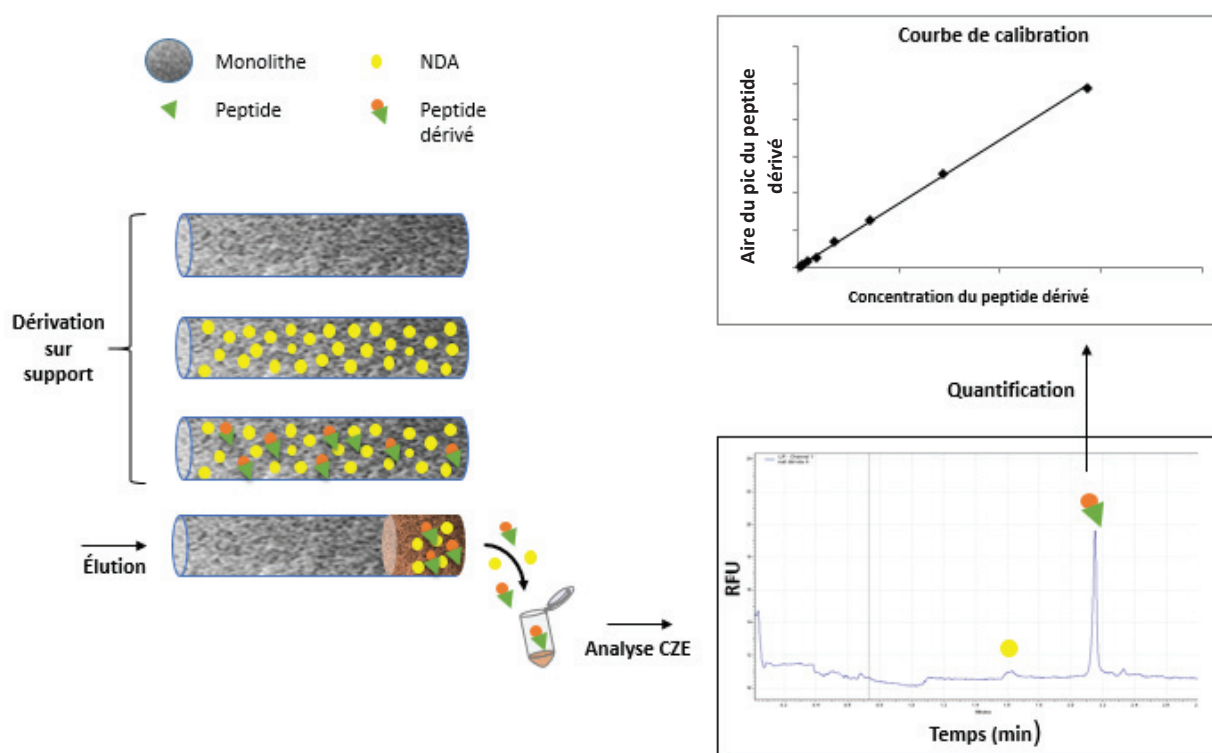 Monolithe
NDA
Peptide
Peptide
dérivé
Dérivation
sur
support
Élution
Analyse CZE
Courbe de calibration
Aire du pic du peptide
dérivé
Concentration du peptide dérivé
Quantification
RFU
Temps (min)